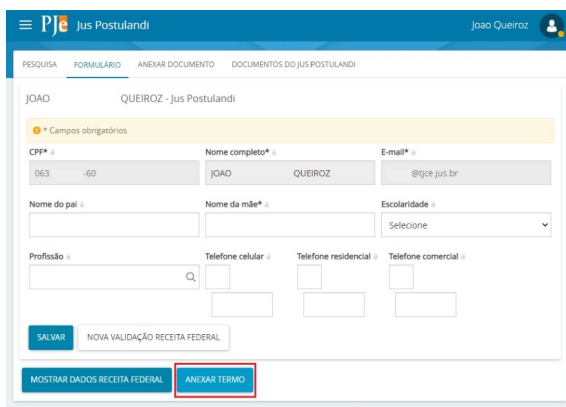 PJe Jus Postulandi Joao Queiroz
PESQUISA FORMULÁRIO ANEXAR DOCUMENTO DOCUMENTOS DO JUS POSTULANDI
JOAO QUEIROZ - Jus Postulandi
* Campos obrigatórios
CPF* Nome completo* E-mail*
063. -60 JOAO QUEIROZ @tjce.jus.br
Nome do pai Nome da mãe* Escolaridade
Selecione
Profissão Telefone celular Telefone residencial Telefone comercial
SALVAR NOVA VALIDAÇÃO RECEITA FEDERAL
MOSTRAR DADOS RECEITA FEDERAL ANEXAR TERMO